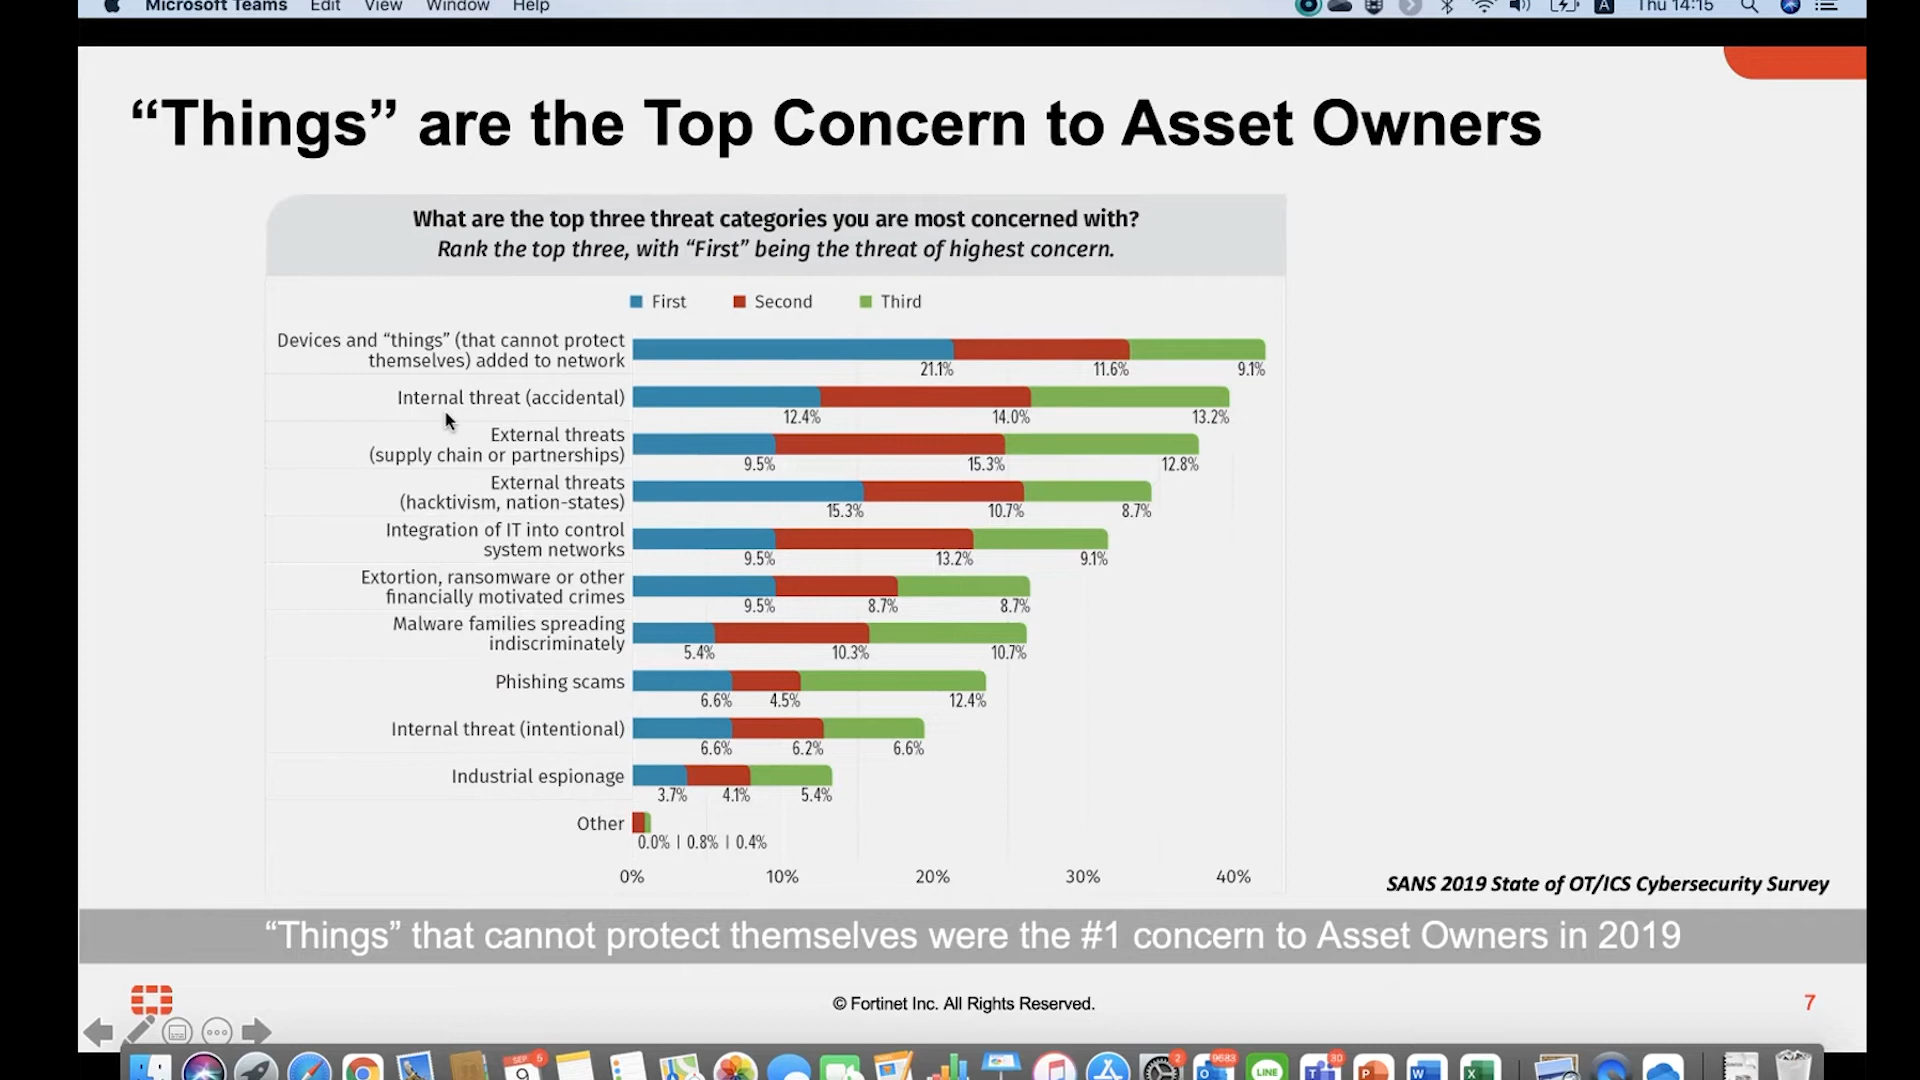 Microsoft Teams Edit View Window Help
A Thu 14:15
“Things” are the Top Concern to Asset Owners
What are the top three threat categories you are most concerned with?
Rank the top three, with “First” being the threat of highest concern.
First Second Third
Devices and “things” (that cannot protect
themselves) added to network
21.1% 11.6% 9.1%
Internal threat (accidental)
12.4% 14.0% 13.2%
External threats
(supply chain or partnerships)
9.5% 15.3% 12.8%
External threats
(hacktivism, nation-states)
15.3% 10.7% 8.7%
Integration of IT into control
system networks
9.5% 13.2% 9.1%
Extortion, ransomware or other
financially motivated crimes
9.5% 8.7% 8.7%
Malware families spreading
indiscriminately
5.4% 10.3% 10.7%
Phishing scams
6.6% 4.5% 12.4%
Internal threat (intentional)
6.6% 6.2% 6.6%
Industrial espionage
3.7% 4.1% 5.4%
Other
0.0% | 0.8% | 0.4%
0% 10% 20% 30% 40%
SANS 2019 State of OT/ICS Cybersecurity Survey
“Things” that cannot protect themselves were the #1 concern to Asset Owners in 2019
© Fortinet Inc. All Rights Reserved.
7
SEP 5 2 9683 30
9 LINE